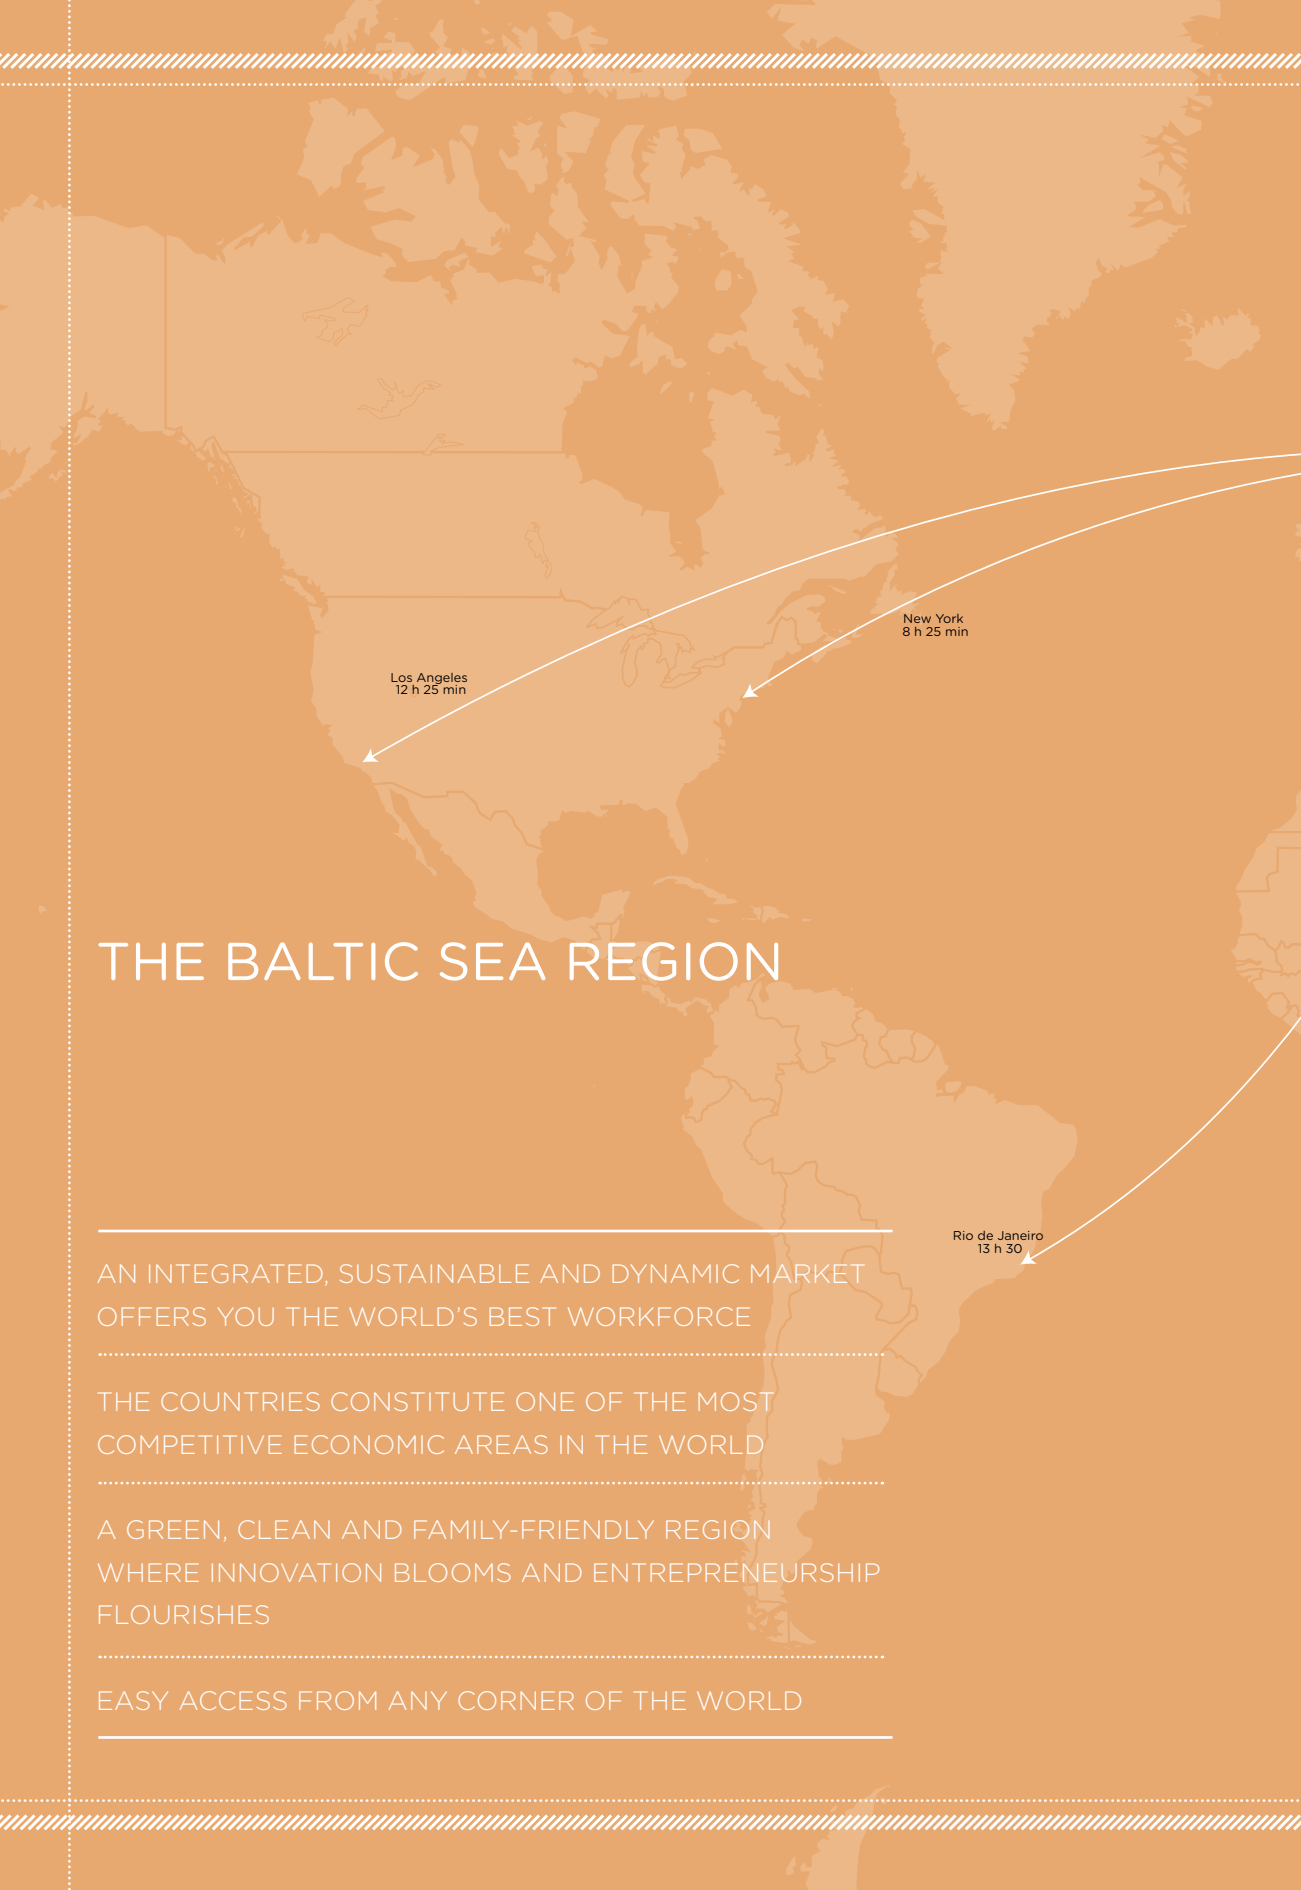 New York
8 h 25 min
Los Angeles
12 h 25 min
THE BALTIC SEA REGION
Rio de Janeiro
13 h 30
AN INTEGRATED, SUSTAINABLE AND DYNAMIC MARKET
OFFERS YOU THE WORLD’S BEST WORKFORCE
THE COUNTRIES CONSTITUTE ONE OF THE MOST
COMPETITIVE ECONOMIC AREAS IN THE WORLD
A GREEN, CLEAN AND FAMILY-FRIENDLY REGION
WHERE INNOVATION BLOOMS AND ENTREPRENEURSHIP
FLOURISHES
EASY ACCESS FROM ANY CORNER OF THE WORLD